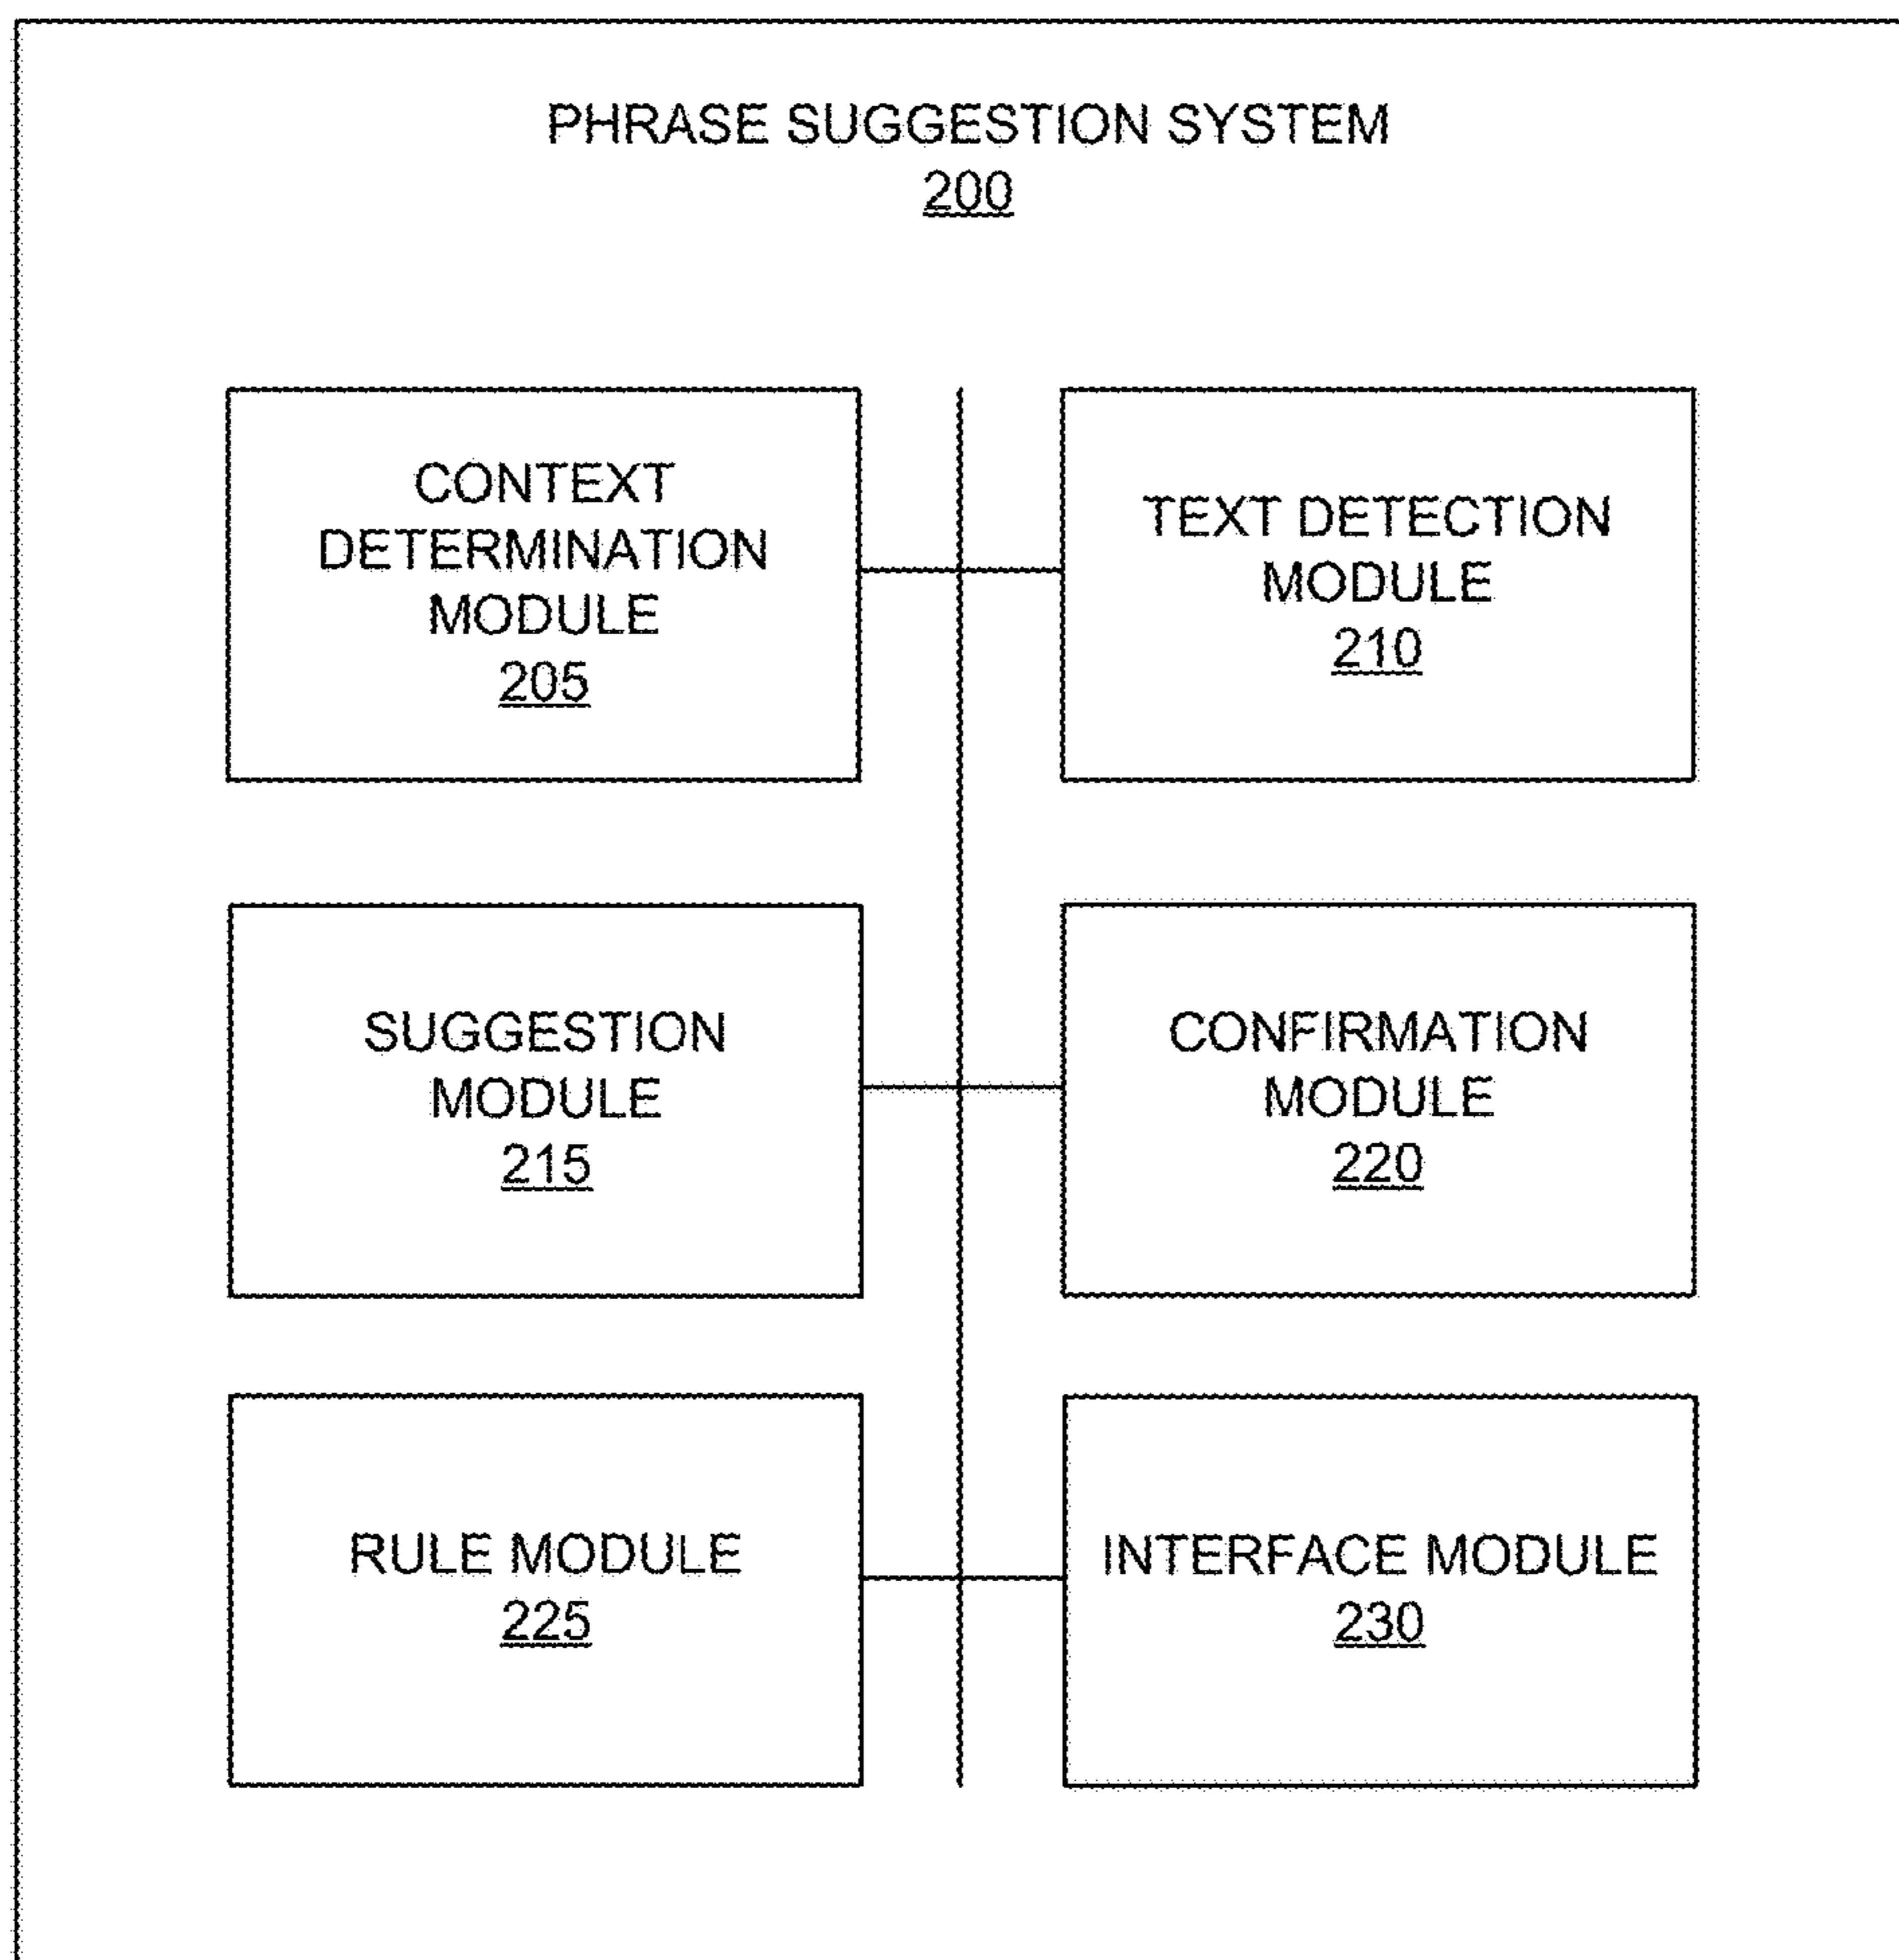 PHRASE SUGGESTION SYSTEM
200
CONTEXT
DETERMINATION
MODULE
205
TEXT DETECTION
MODULE
210
SUGGESTION
MODULE
215
CONFIRMATION
MODULE
220
RULE MODULE
225
INTERFACE MODULE
230